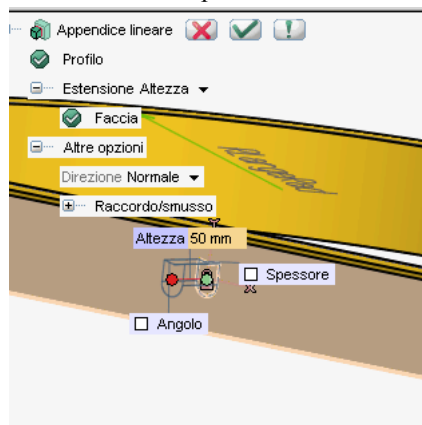 Appendice lineare
Profilo
Estensione Altezza
Faccia
Altre opzioni
Direzione Normale
Raccordo/smusso
Altezza 50 mm
Spessore
Angolo